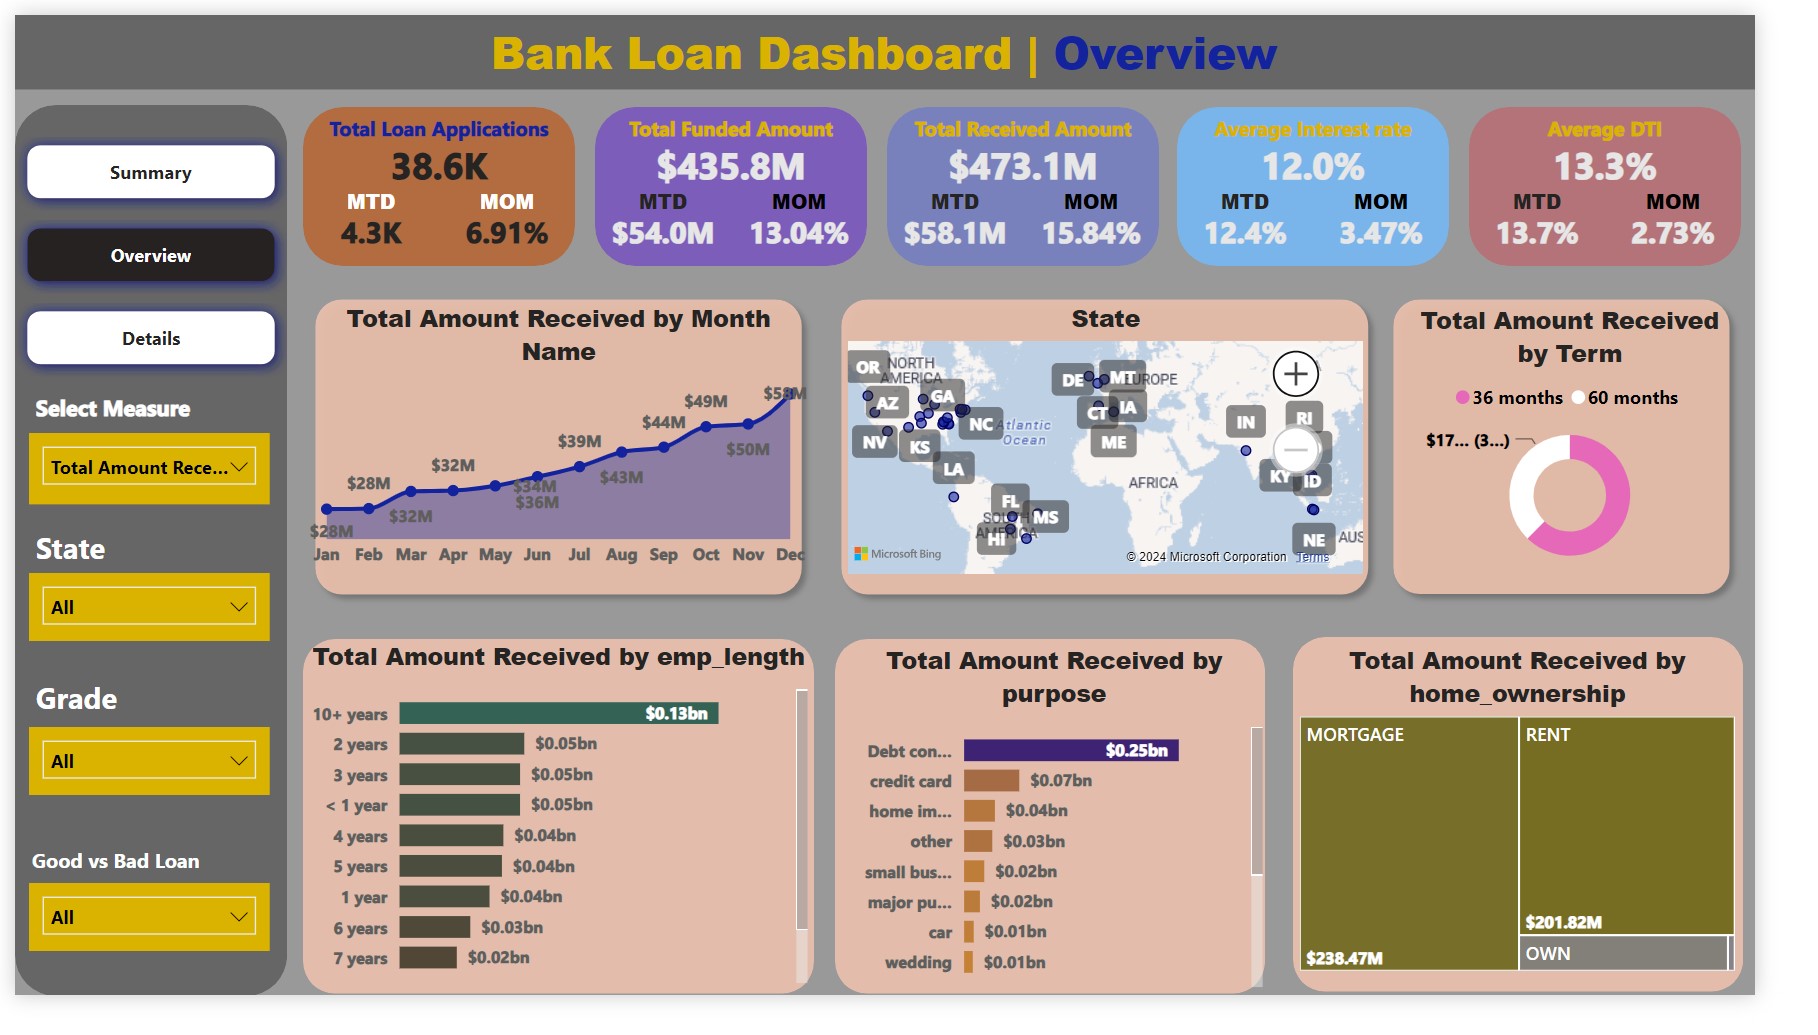 Bank Loan Dashboard | Overview
Summary
Overview
Details
Select Measure
Total Amount Rece...
State
All
Grade
All
Good vs Bad Loan
All
Total Loan Applications
38.6K
MTD MOM
4.3K 6.91%
Total Funded Amount
$435.8M
MTD MOM
$54.0M 13.04%
Total Received Amount
$473.1M
MTD MOM
$58.1M 15.84%
Average Interest rate
12.0%
MTD MOM
12.4% 3.47%
Average DTI
13.3%
MTD MOM
13.7% 2.73%
Total Amount Received by Month
Name
$58M
$49M
$44M
$39M
$50M
$32M
$43M
$28M
$34M
$36M
$32M
$28M
Jan Feb Mar Apr May Jun Jul Aug Sep Oct Nov Dec
State
OR NORTH
AMERICA
DE MT EUROPE
AZ GA
CT IA
IN RI
NC Atlantic
Ocean
NV KS
ME
LA
AFRICA
KY ID
FL
SOUTH
AMERICA
MS
HI
NE AUS
Microsoft Bing
© 2024 Microsoft Corporation Terms
Total Amount Received
by Term
36 months 60 months
$17... (3...)
Total Amount Received by emp_length
10+ years $0.13bn
2 years $0.05bn
3 years $0.05bn
< 1 year $0.05bn
4 years $0.04bn
5 years $0.04bn
1 year $0.04bn
6 years $0.03bn
7 years $0.02bn
Total Amount Received by
purpose
Debt con... $0.25bn
credit card $0.07bn
home im... $0.04bn
other $0.03bn
small bus... $0.02bn
major pu... $0.02bn
car $0.01bn
wedding $0.01bn
Total Amount Received by
home_ownership
MORTGAGE
$238.47M
RENT
$201.82M
OWN